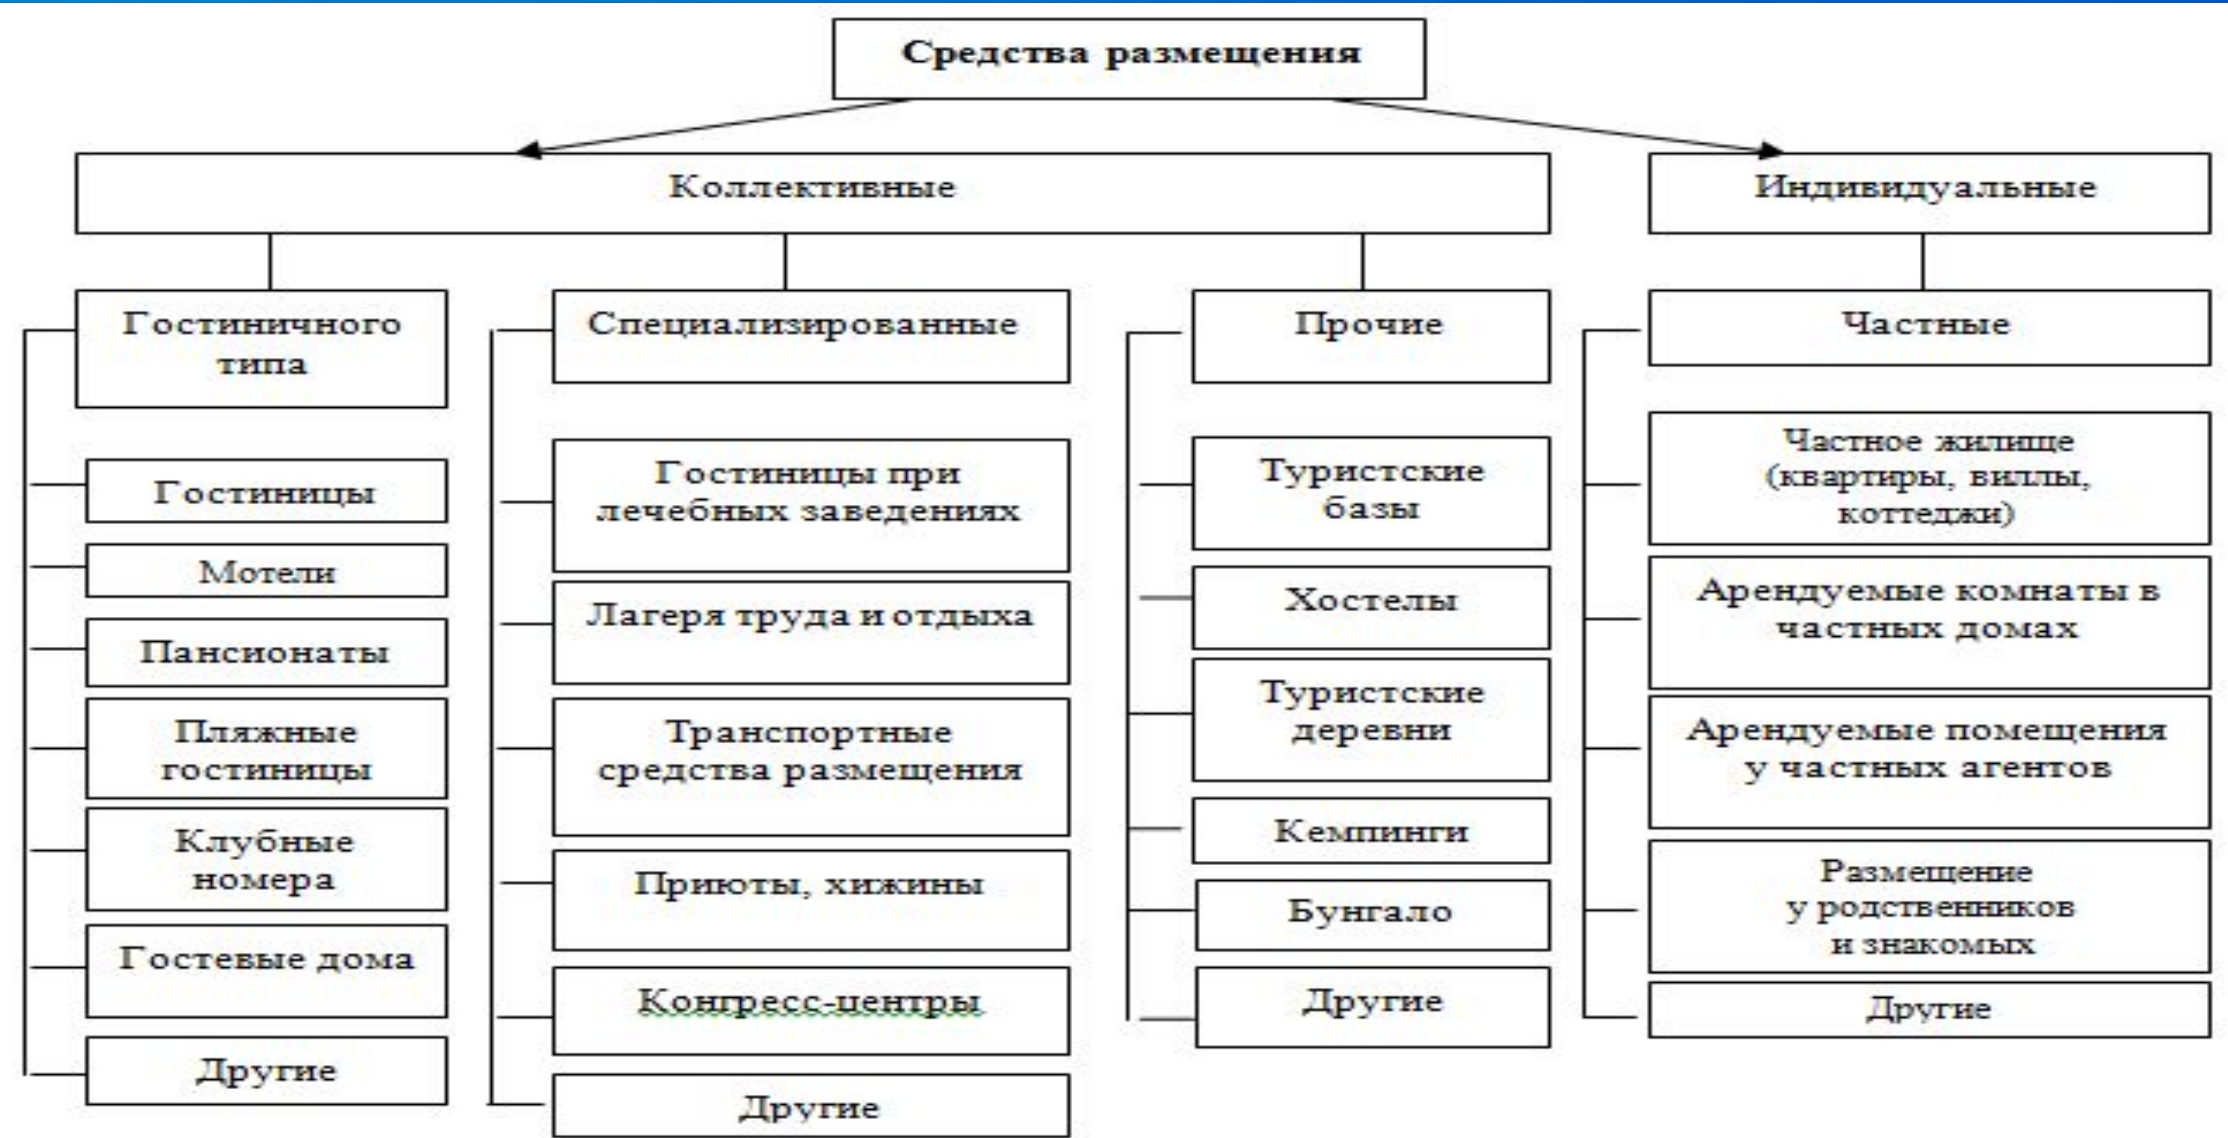 Средства размещения
Коллективные
Индивидуальные
Гостиничного
типа
Гостиницы
Мотели
Пансионаты
Пляжные
гостиницы
Клубные
номера
Гостевые дома
Другие
Специализированные
Гостиницы при
лечебных заведениях
Лагеря труда и отдыха
Транспортные
средства размещения
Приюты, хижины
Конгресс-центры
Другие
Прочие
Туристские
базы
Хостелы
Туристские
деревни
Кемпинги
Бунгало
Другие
Частные
Частное жилище
(квартиры, виллы,
коттеджи)
Арендуемые комнаты в
частных домах
Арендуемые помещения
у частных агентов
Размещение
у родственников
и знакомых
Другие